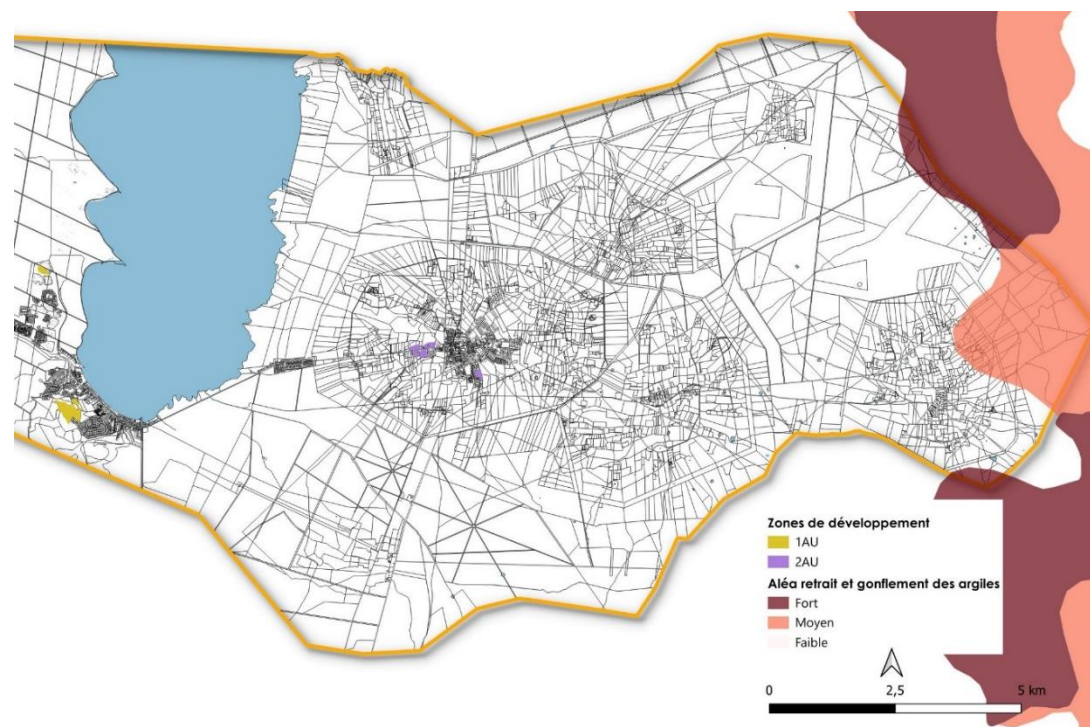 Zones de développement
1AU
2AU
Aléa retrait et gonflement des argiles
Fort
Moyen
Faible
0 2,5 5 km